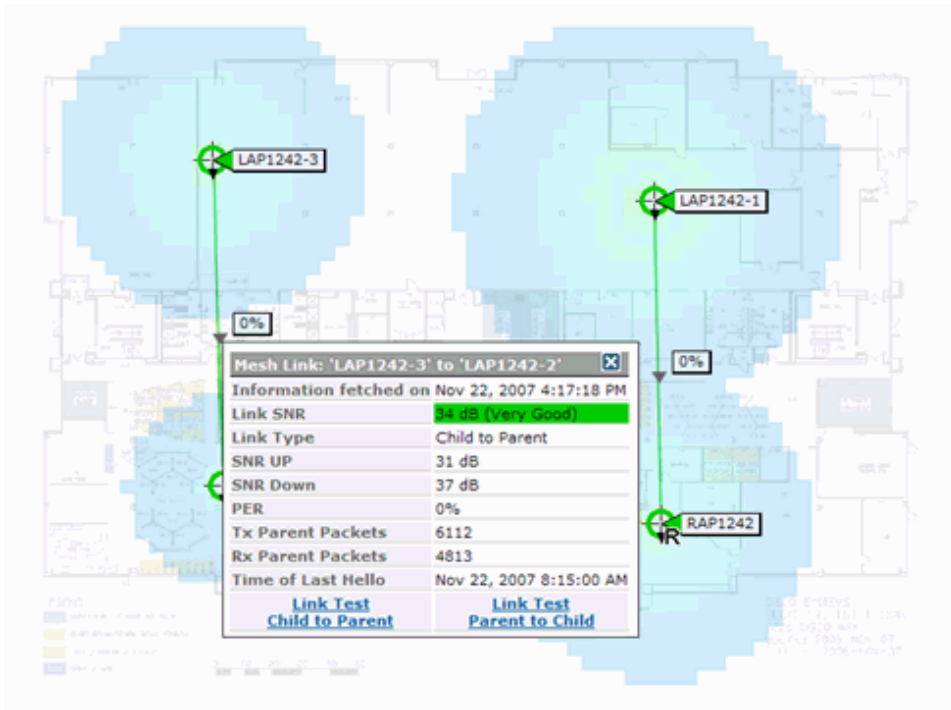 LAP1242-3
LAP1242-1
0%
0%
Mesh Link: 'LAP1242-3' to 'LAP1242-2'
Information fetched on Nov 22, 2007 4:17:18 PM
Link SNR 34 dB (Very Good)
Link Type Child to Parent
SNR UP 31 dB
SNR Down 37 dB
PER 0%
Tx Parent Packets 6112
Rx Parent Packets 4813
Time of Last Hello Nov 22, 2007 8:15:00 AM
Link Test Link Test
Child to Parent Parent to Child
RAP1242
R